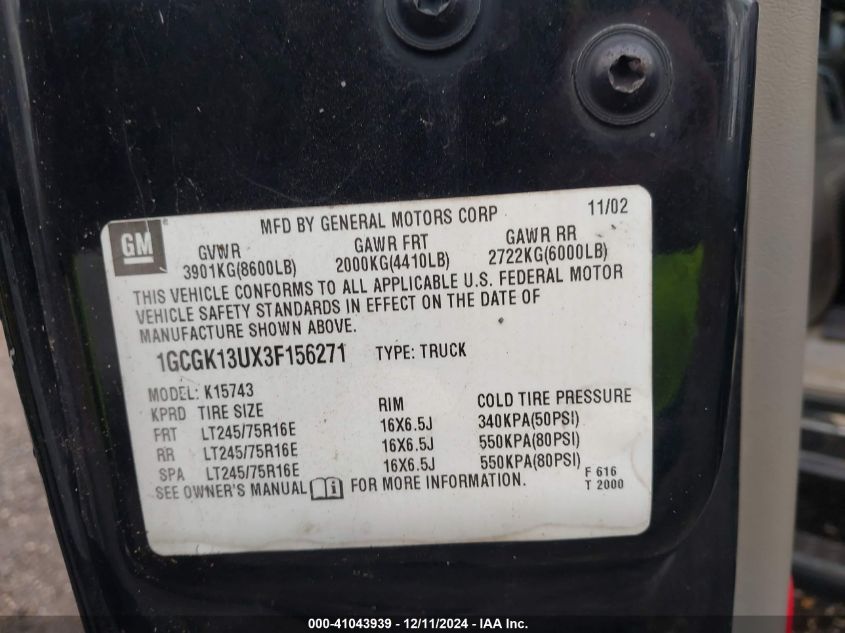 MFD BY GENERAL MOTORS CORP 11/02
GM
GVWR GAWR FRT GAWR RR
3901KG(8600LB) 2000KG(4410LB) 2722KG(6000LB)
THIS VEHICLE CONFORMS TO ALL APPLICABLE U.S. FEDERAL MOTOR
VEHICLE SAFETY STANDARDS IN EFFECT ON THE DATE OF
MANUFACTURE SHOWN ABOVE.
1GCGK13UX3F156271 TYPE: TRUCK
MODEL: K15743
KPRD TIRE SIZE RIM COLD TIRE PRESSURE
FRT LT245/75R16E 16X6.5J 340KPA(50PSI)
RR LT245/75R16E 16X6.5J 550KPA(80PSI)
SPA LT245/75R16E 16X6.5J 550KPA(80PSI)
SEE OWNER'S MANUAL FOR MORE INFORMATION.
F 616
T 2000
000-41043939 - 12/11/2024 - IAA Inc.